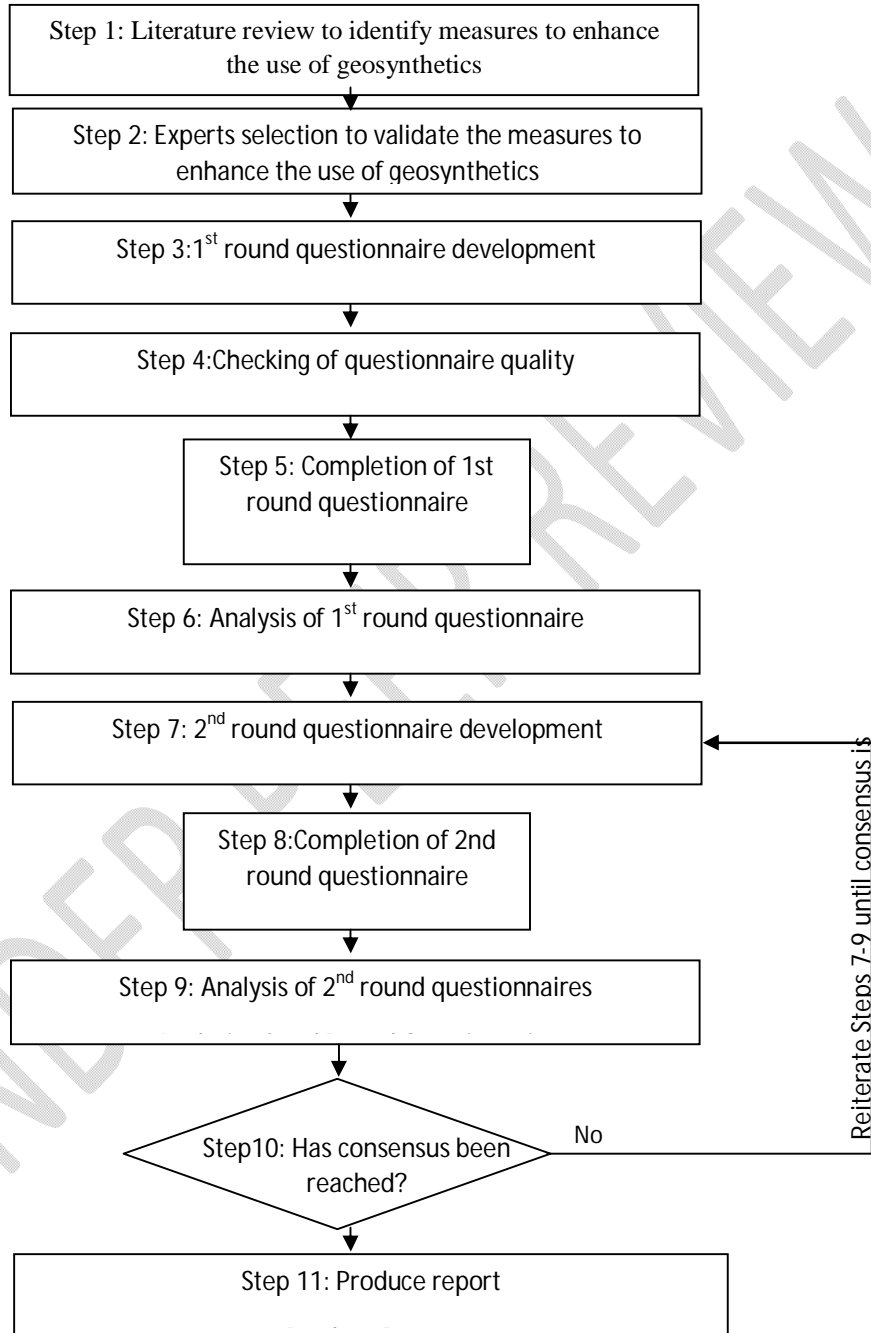 Step 1: Literature review to identify measures to enhance
the use of geosynthetics
Step 2: Experts selection to validate the measures to
enhance the use of geosynthetics
Step 3:1st round questionnaire development
Step 4:Checking of questionnaire quality
Step 5: Completion of 1st
round questionnaire
Step 6: Analysis of 1st round questionnaire
Step 7: 2nd round questionnaire development
Step 8:Completion of 2nd
round questionnaire
Step 9: Analysis of 2nd round questionnaires
Step10: Has consensus been
reached?
No
Reiterate Steps 7-9 until consensus is
Step 11: Produce report
UNDER PEER REVIEW